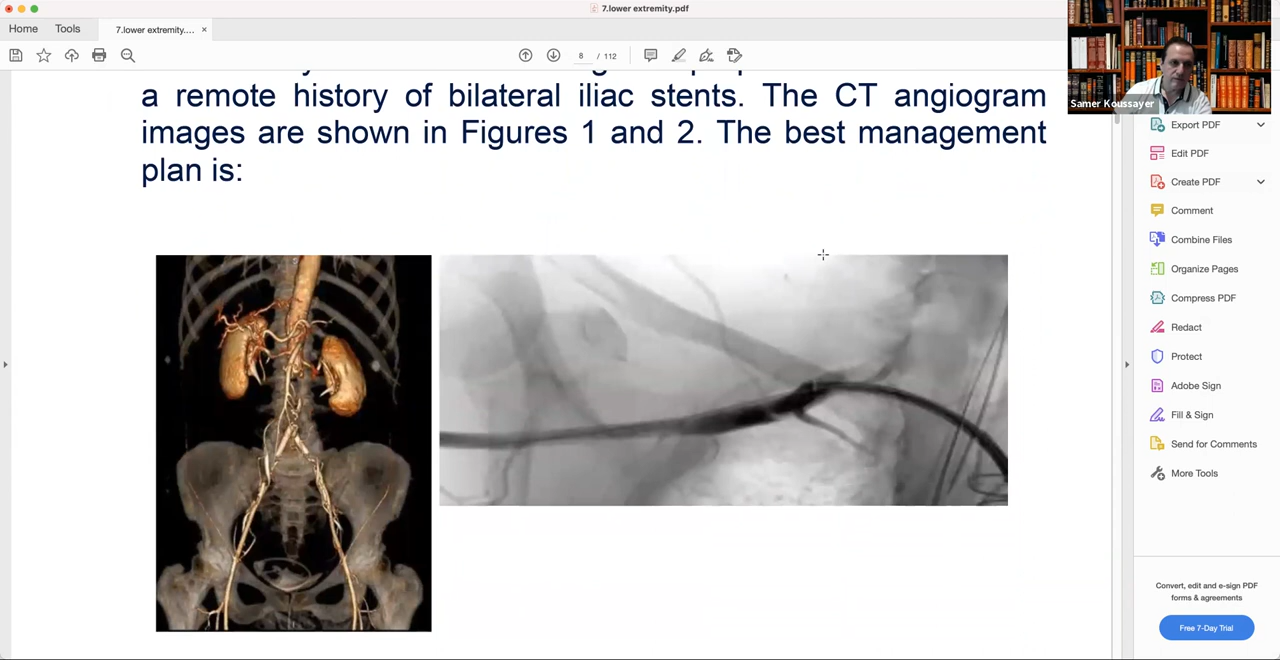 7.lower extremity.pdf
Home
Tools
7.lower extremity....
8 / 112
Samer Koussayer
a remote history of bilateral iliac stents. The CT angiogram
images are shown in Figures 1 and 2. The best management
plan is:
Export PDF
Edit PDF
Create PDF
Comment
Combine Files
Organize Pages
Compress PDF
Redact
Protect
Adobe Sign
Fill & Sign
Send for Comments
More Tools
Convert, edit and e-sign PDF
forms & agreements
Free 7-Day Trial